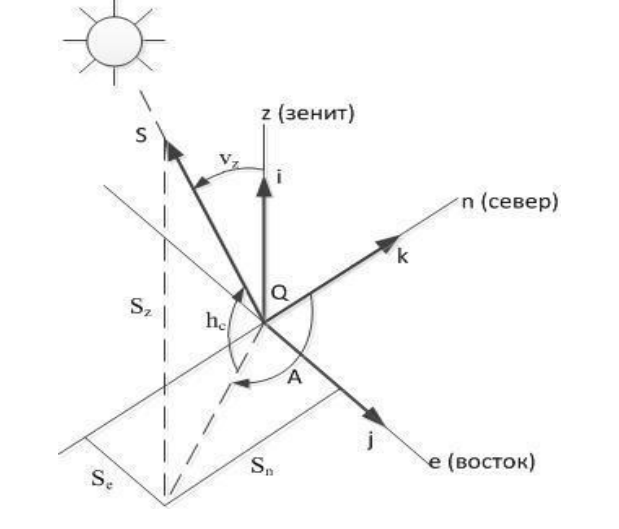 z (зенит)
S
v_z
i
n (север)
k
Q
S_z
h_c
A
j
e (восток)
S_n
S_e